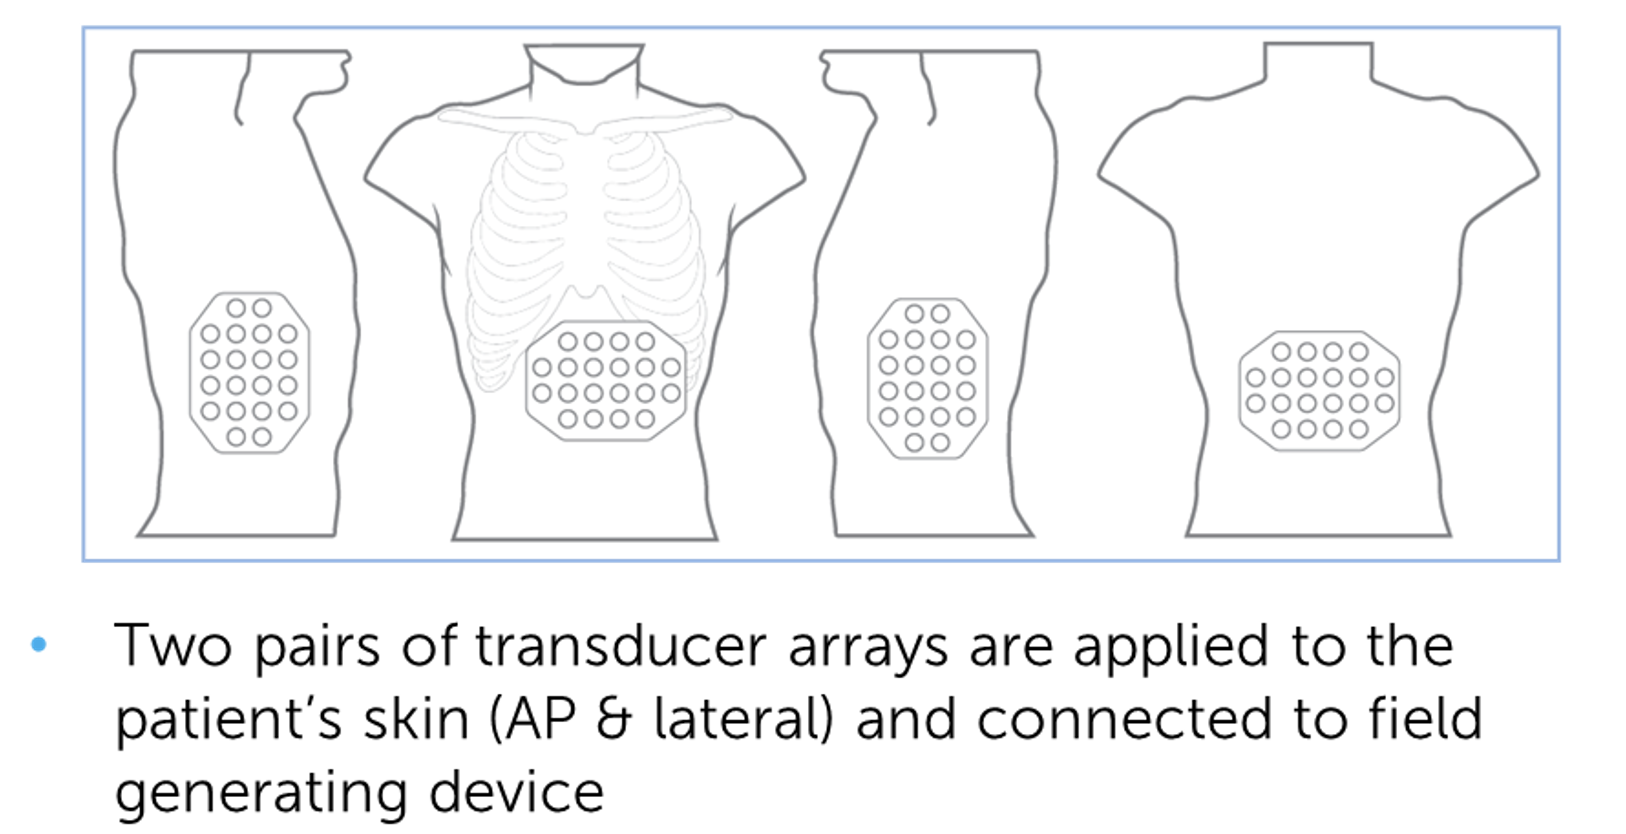 • Two pairs of transducer arrays are applied to the
patient’s skin (AP & lateral) and connected to field
generating device